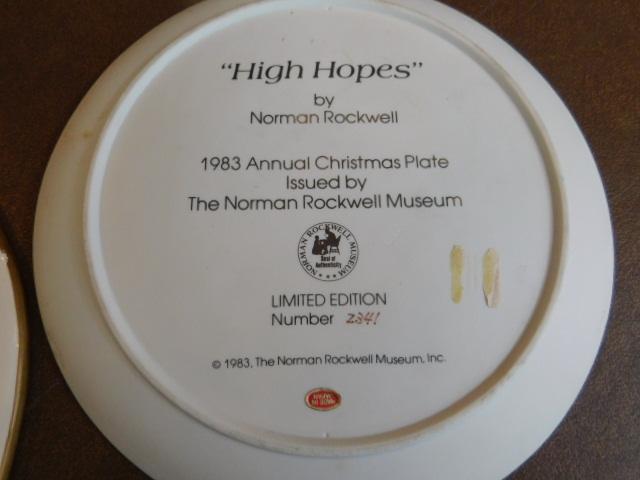 "High Hopes"
by
Norman Rockwell
1983 Annual Christmas Plate
Issued by
The Norman Rockwell Museum
NORMAN ROCKWELL MUSEUM
Seal of
Authenticity
LIMITED EDITION
Number 2341
© 1983, The Norman Rockwell Museum, Inc.